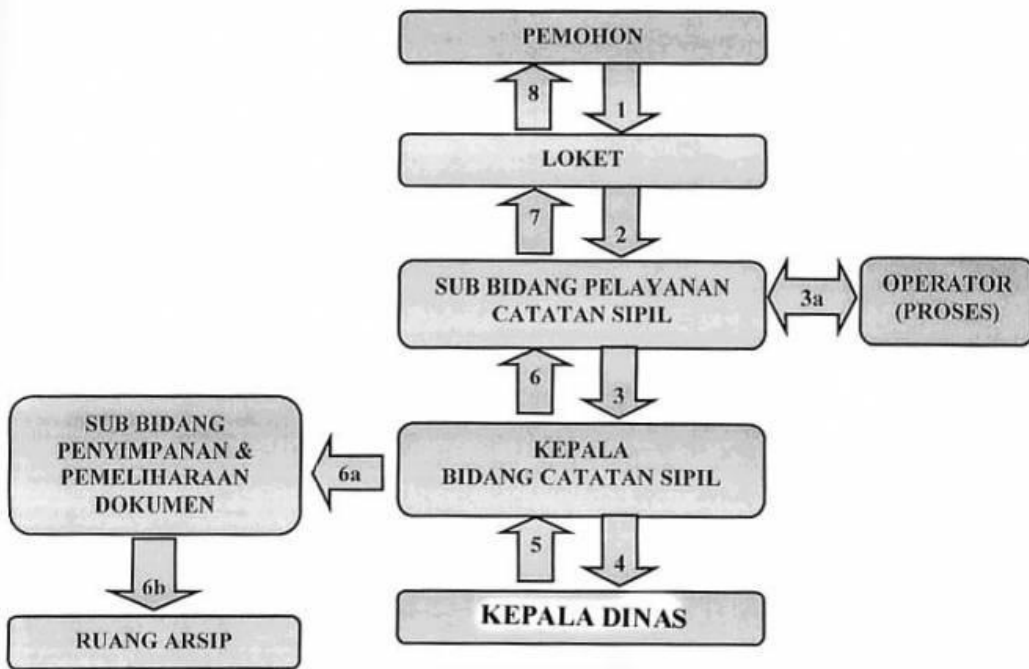 PEMOHON
8
1
LOKET
7
2
SUB BIDANG PELAYANAN
CATATAN SIPIL
3a
OPERATOR
(PROSES)
6
3
SUB BIDANG
PENYIMPANAN &
PEMELIHARAAN
DOKUMEN
6a
KEPALA
BIDANG CATATAN SIPIL
5
4
6b
KEPALA DINAS
RUANG ARSIP